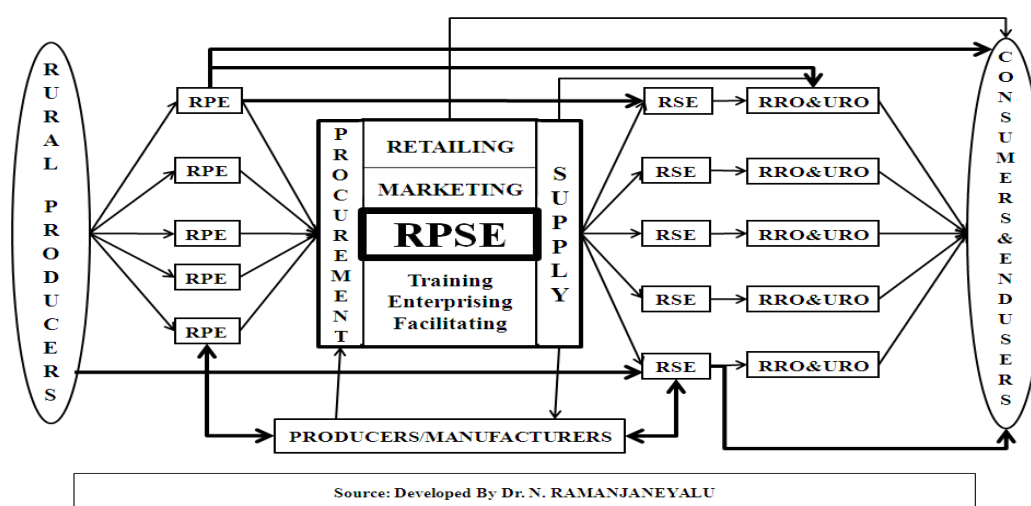 RURAL PRODUCERS
RPE
RPE
RPE
RPE
RPE
PROCUREMENT
RETAILING
MARKETING
RPSE
Training
Enterprising
Facilitating
SUPPLY
RSE
RRO&URO
RSE
RRO&URO
RSE
RRO&URO
RSE
RRO&URO
RSE
RRO&URO
CONSUMERS&ENDUSERS
PRODUCERS/MANUFACTURERS
Source: Developed By Dr. N. RAMANJANEYALU